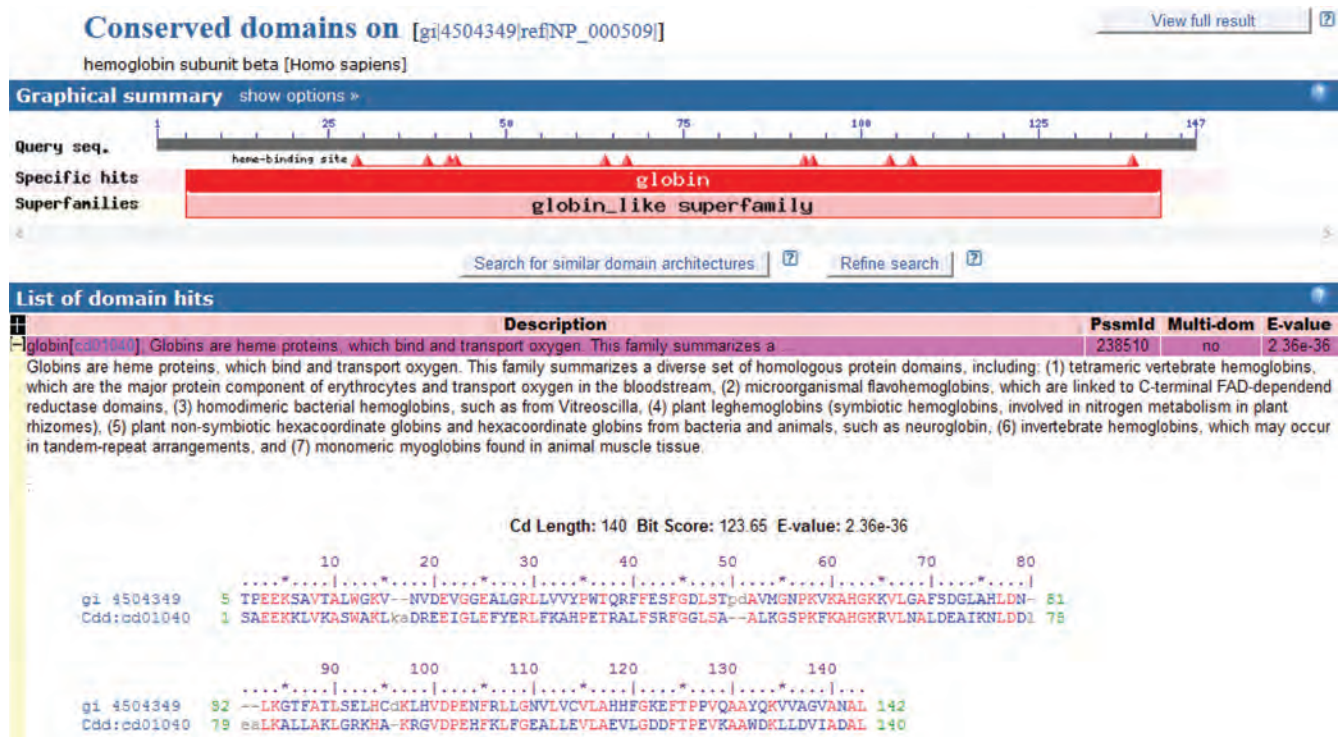 Conserved domains on [gi|4504349|ref|NP_000509|]
View full result
?
hemoglobin subunit beta [Homo sapiens]
Graphical summary show options »
?
1 25 50 75 100 125 147
Query seq.
heme-binding site
Specific hits globin
Superfamilies globin_like superfamily
Search for similar domain architectures ? Refine search ?
List of domain hits
?
+ Description PssmId Multi-dom E-value
[-]globin[cd01040], Globins are heme proteins, which bind and transport oxygen. This family summarizes a ... 238510 no 2.36e-36
Globins are heme proteins, which bind and transport oxygen. This family summarizes a diverse set of homologous protein domains, including: (1) tetrameric vertebrate hemoglobins,
which are the major protein component of erythrocytes and transport oxygen in the bloodstream, (2) microorganismal flavohemoglobins, which are linked to C-terminal FAD-dependend
reductase domains, (3) homodimeric bacterial hemoglobins, such as from Vitreoscilla, (4) plant leghemoglobins (symbiotic hemoglobins, involved in nitrogen metabolism in plant
rhizomes), (5) plant non-symbiotic hexacoordinate globins and hexacoordinate globins from bacteria and animals, such as neuroglobin, (6) invertebrate hemoglobins, which may occur
in tandem-repeat arrangements, and (7) monomeric myoglobins found in animal muscle tissue.
Cd Length: 140 Bit Score: 123.65 E-value: 2.36e-36
10 20 30 40 50 60 70 80
....*....|....*....|....*....|....*....|....*....|....*....|....*....|....*....|
gi 4504349 5 TPEEKSAVTALWGKV--NVDEVGGEALGRLLVVYPWTQRFFESFGDLSTpdAVMGNPKVKAHGKKVLGAFSDGLAHLDN- 81
Cdd:cd01040 1 SAEEKKLVKASWAKLkaDREEIGLEFYERLFKAHPETRALFSRFGGLSA--ALKGSPKFKAHGKRVLNALDEAIKNLDDl 78
90 100 110 120 130 140
....*....|....*....|....*....|....*....|....*....|....*....|...
gi 4504349 82 --LKGTFATLSELHCdKLHVDPENFRLLGNVLVCVLAHHFGKEFTPPVQAAYQKVVAGVANAL 142
Cdd:cd01040 79 eaLKALLAKLGRKHA-KRGVDPEHFKLFGEALLEVLAEVLGDDFTPEVKAAWDKLLDVIADAL 140